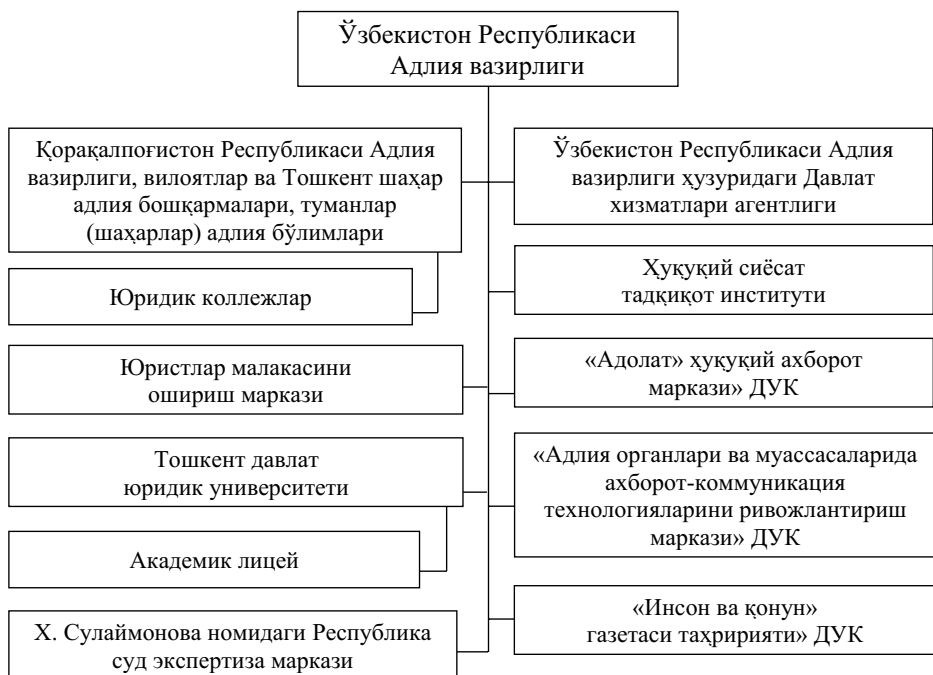 Ўзбекистон Республикаси
Адлия вазирлиги
Қорақалпоғистон Республикаси Адлия
вазирлиги, вилоятлар ва Тошкент шаҳар
адлия бошқармалари, туманлар
(шаҳарлар) адлия бўлимлари
Юридик коллежлар
Юристлар малакасини
ошириш маркази
Тошкент давлат
юридик университети
Академик лицей
Х. Сулаймонова номидаги Республика
суд экспертиза маркази
Ўзбекистон Республикаси Адлия
вазирлиги ҳузуридаги Давлат
хизматлари агентлиги
Ҳуқуқий сиёсат
тадқиқот институти
«Адолат» ҳуқуқий ахборот
маркази» ДУК
«Адлия органлари ва муассасаларида
ахборот-коммуникация
технологияларини ривожлантириш
маркази» ДУК
«Инсон ва қонун»
газетаси таҳририяти» ДУК